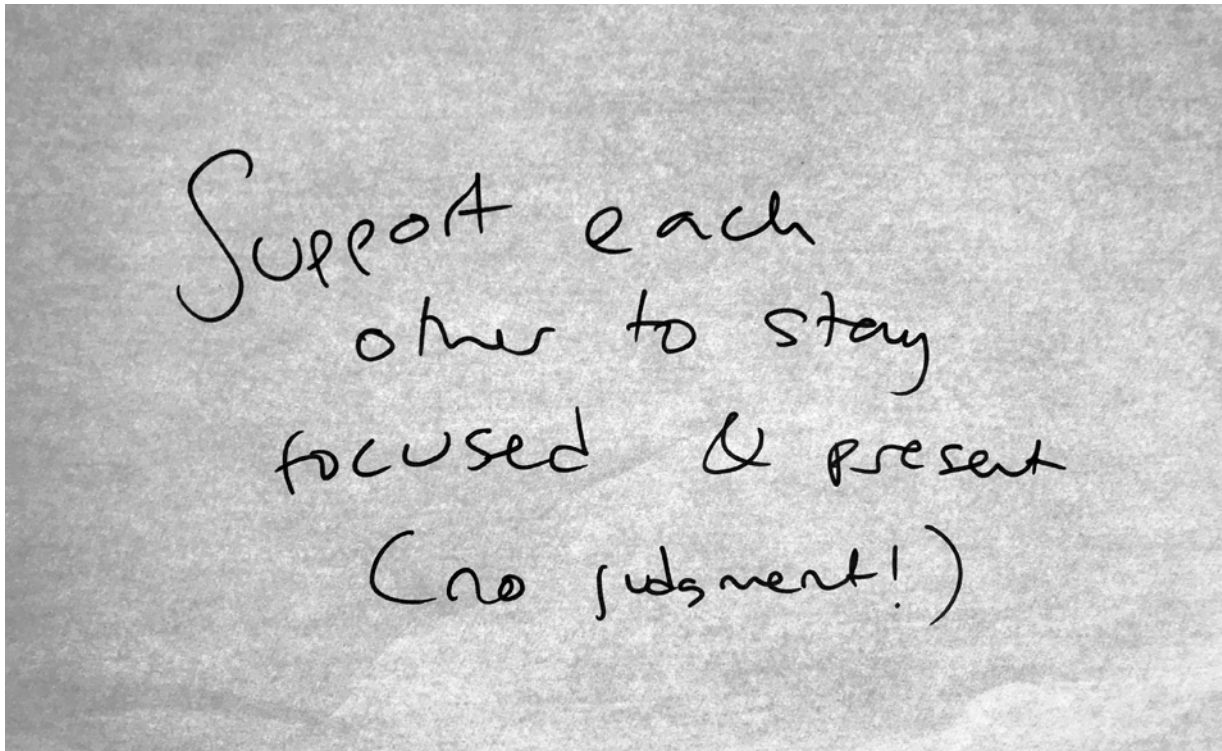 Support each
other to stay
focused & present
(no judgment!)